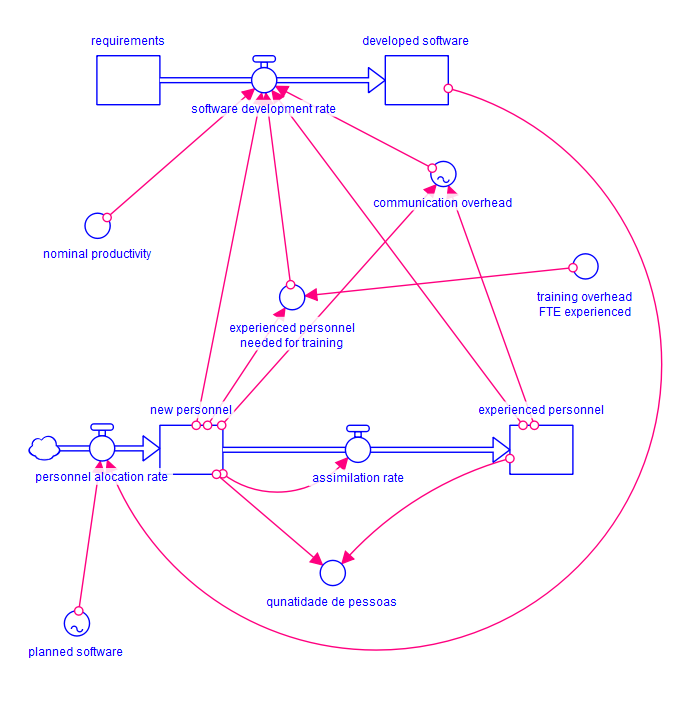 requirements
developed software
software development rate
communication overhead
nominal productivity
training overhead
FTE experienced
experienced personnel
needed for training
new personnel
experienced personnel
personnel alocation rate
assimilation rate
qunatidade de pessoas
planned software